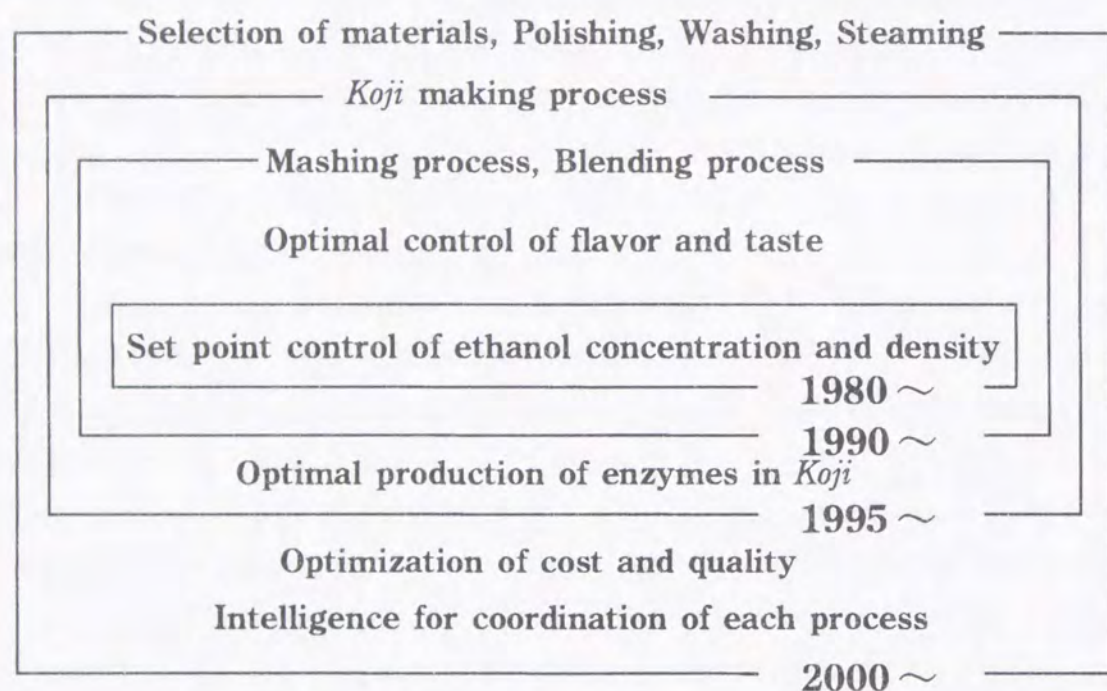 Selection of materials, Polishing, Washing, Steaming
Koji making process
Mashing process, Blending process
Optimal control of flavor and taste
Set point control of ethanol concentration and density
1980 ~
1990 ~
Optimal production of enzymes in Koji
1995 ~
Optimization of cost and quality
Intelligence for coordination of each process
2000 ~